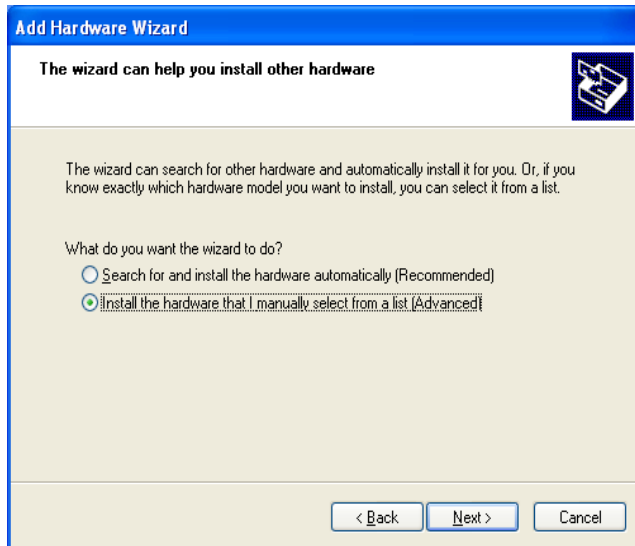 Add Hardware Wizard
The wizard can help you install other hardware
The wizard can search for other hardware and automatically install it for you. Or, if you
know exactly which hardware model you want to install, you can select it from a list.
What do you want the wizard to do?
Search for and install the hardware automatically (Recommended)
Install the hardware that I manually select from a list (Advanced)
< Back Next > Cancel